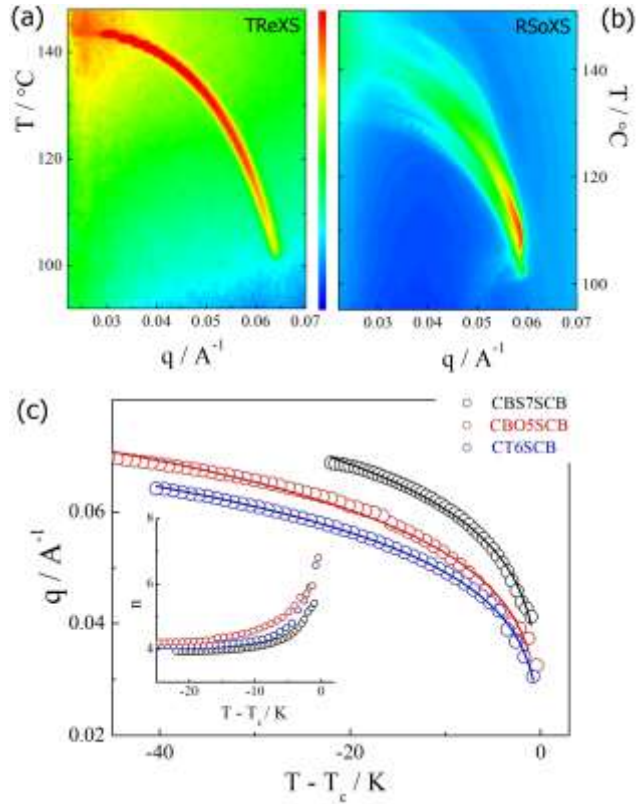 (a)
TReXS
RSoXS
(b)
T / °C
140
120
100
0.03
0.04
0.05
0.06
0.07
q / A⁻¹
T / °C
140
120
100
0.03
0.04
0.05
0.06
0.07
q / A⁻¹
(c)
CBS7SCB
CBO5SCB
CT6SCB
q / A⁻¹
0.06
0.04
0.02
8
6
4
n
-20
-10
0
T - Tc / K
-40
-20
0
T - Tc / K